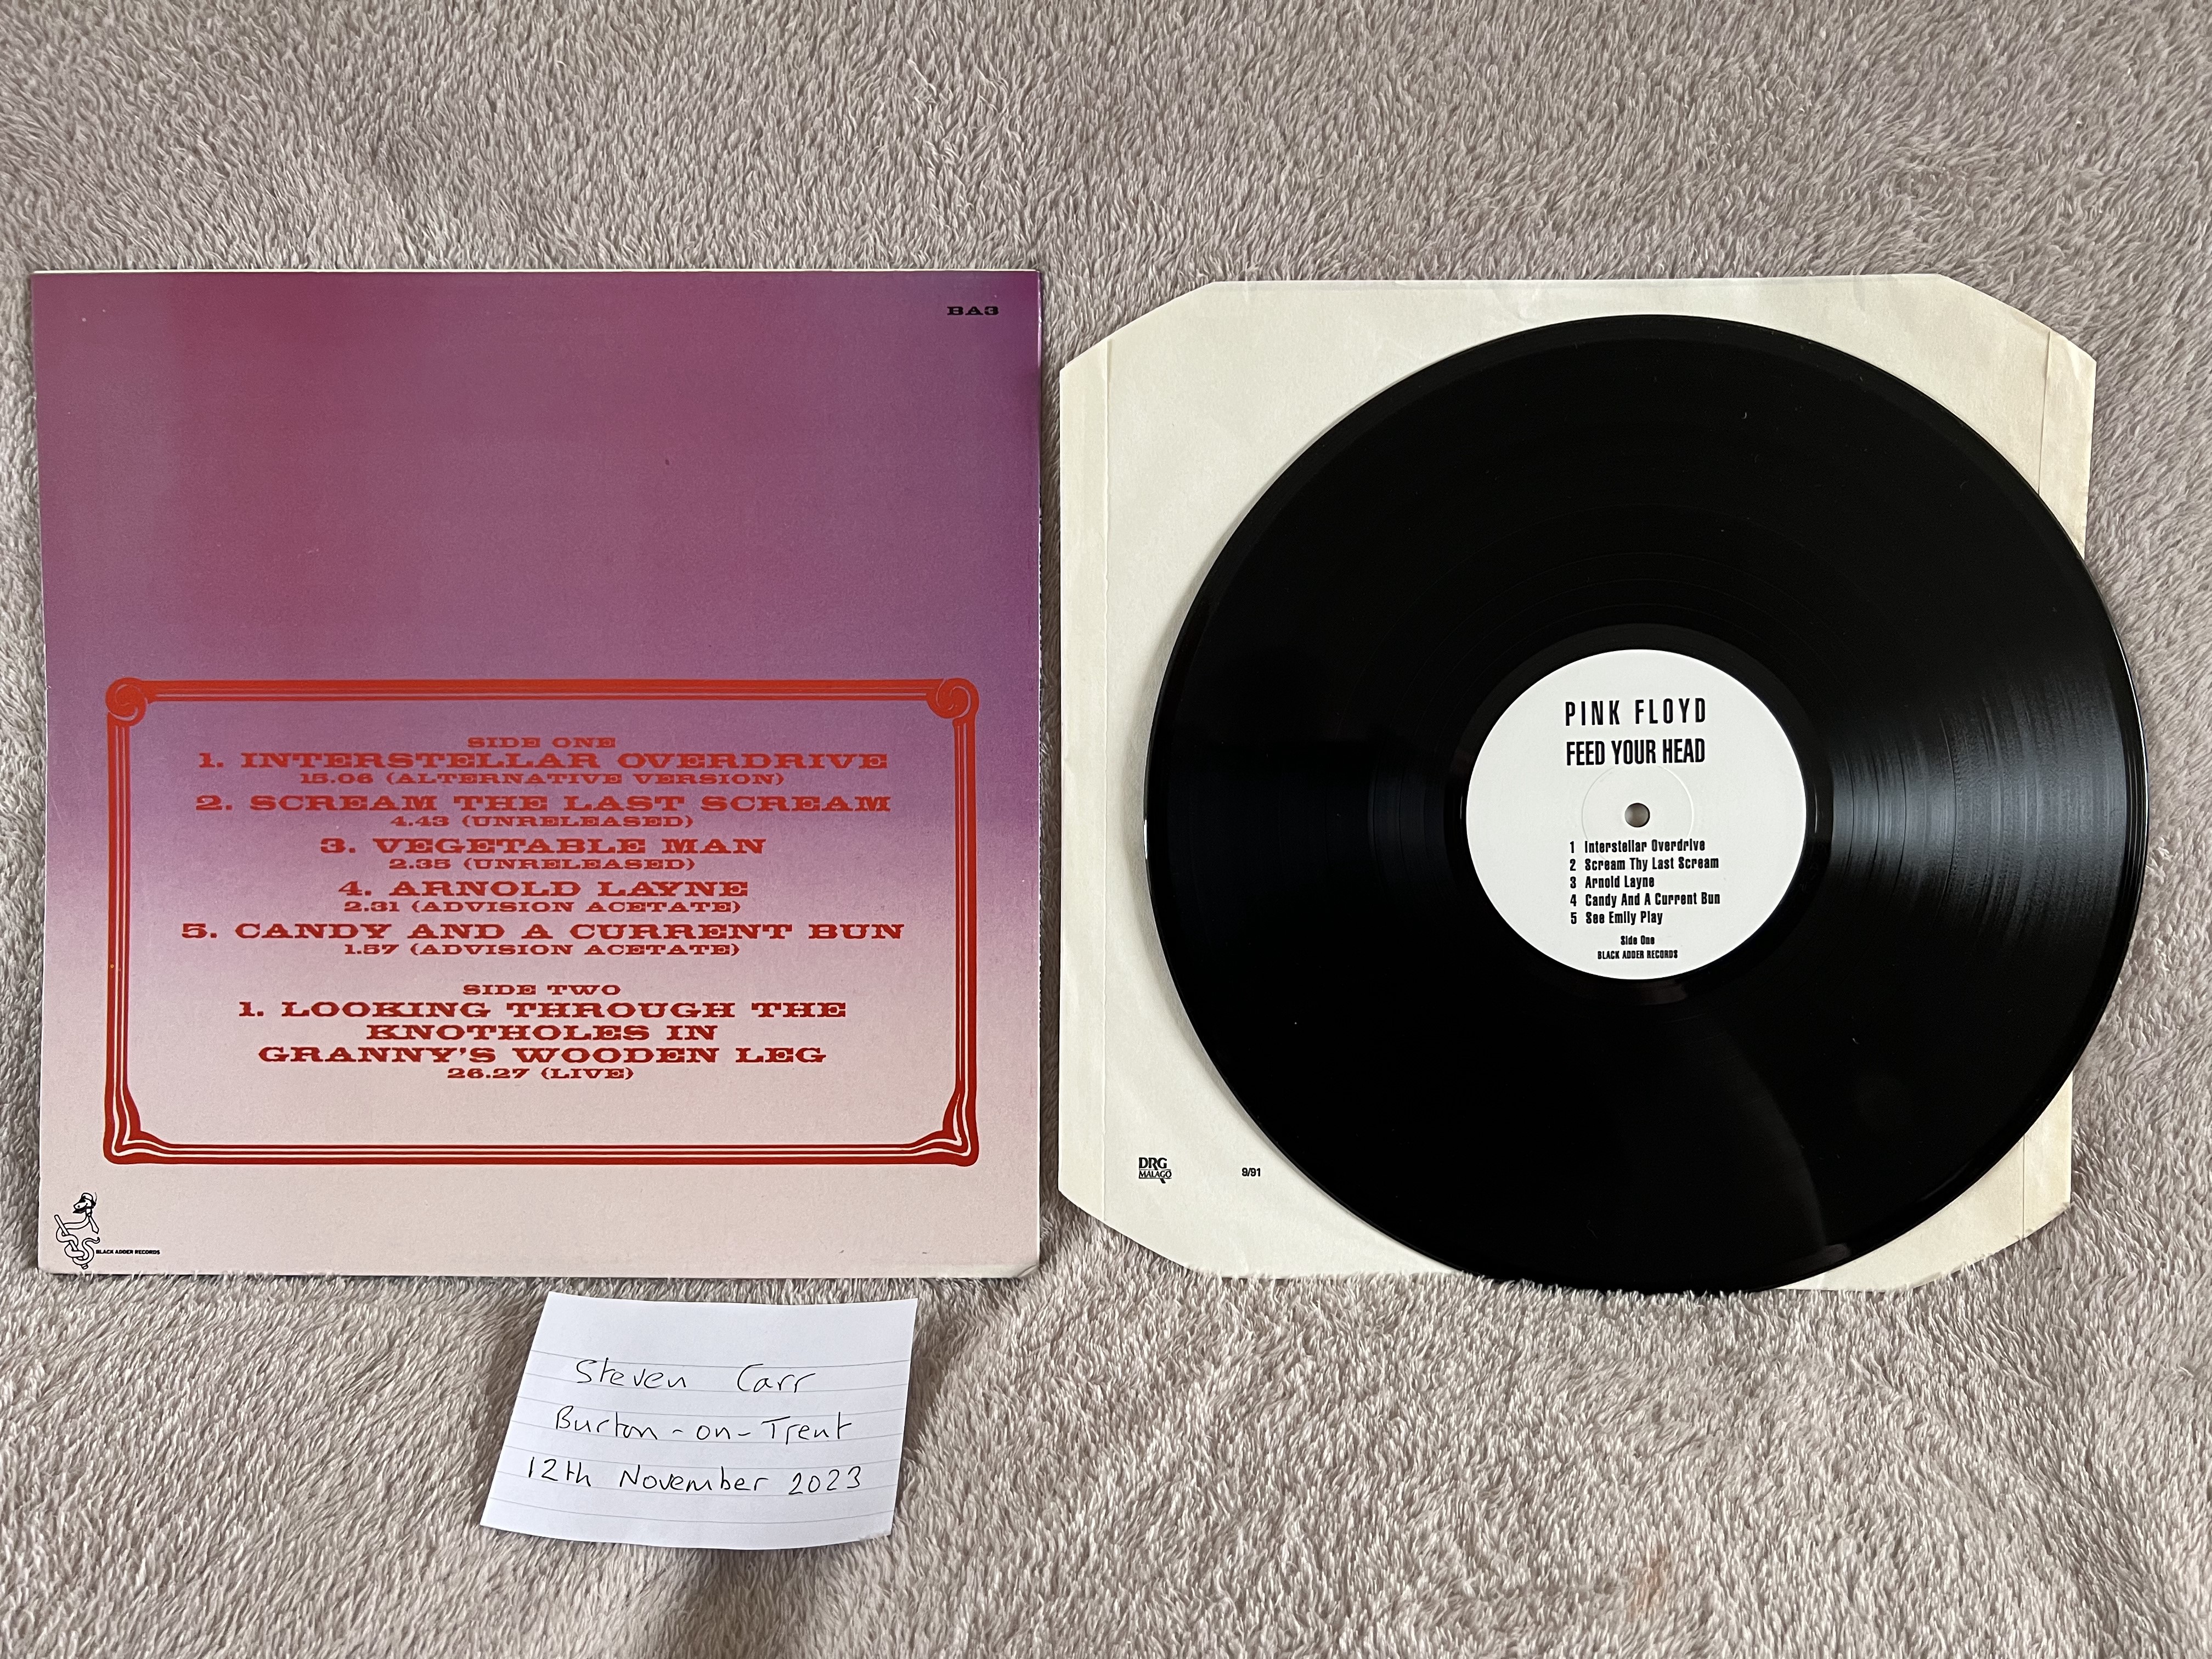 BA3
SIDE ONE
1. INTERSTELLAR OVERDRIVE
15.06 (ALTERNATIVE VERSION)
2. SCREAM THE LAST SCREAM
4.43 (UNRELEASED)
3. VEGETABLE MAN
2.35 (UNRELEASED)
4. ARNOLD LAYNE
2.31 (ADVISION ACETATE)
5. CANDY AND A CURRENT BUN
1.57 (ADVISION ACETATE)
SIDE TWO
1. LOOKING THROUGH THE
KNOTHOLES IN
GRANNY'S WOODEN LEG
26.27 (LIVE)
BLACK ADDER RECORDS
PINK FLOYD
FEED YOUR HEAD
1 Interstellar Overdrive
2 Scream Thy Last Scream
3 Arnold Layne
4 Candy And A Current Bun
5 See Emily Play
Side One
BLACK ADDER RECORDS
DRG
MALAGO
9/91
Steven Carr
Burton-on-Trent
12th November 2023